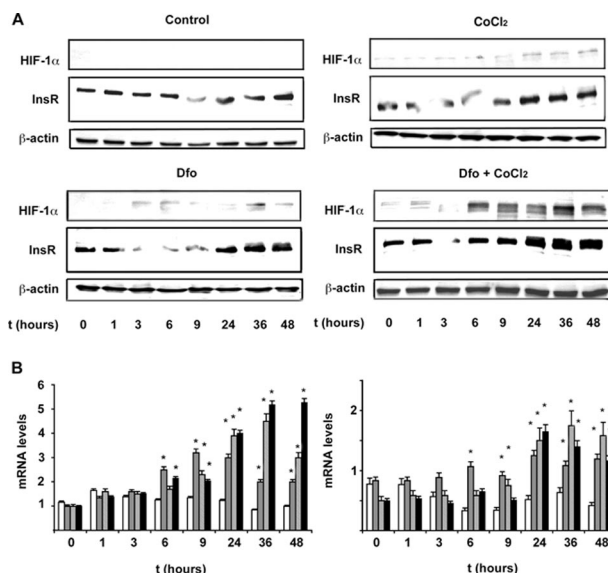 A
Control
HIF-1α
InsR
β-actin
CoCl₂
HIF-1α
InsR
β-actin
Dfo
HIF-1α
InsR
β-actin
t (hours) 0 1 3 6 9 24 36 48
Dfo + CoCl₂
HIF-1α
InsR
β-actin
t (hours) 0 1 3 6 9 24 36 48
B
mRNA levels
6
5
4
3
2
1
* * * * * * * * * * * * * *
0 1 3 6 9 24 36 48
t (hours)
mRNA levels
2
1
* * * * * * * * * * *
0 1 3 6 9 24 36 48
t (hours)